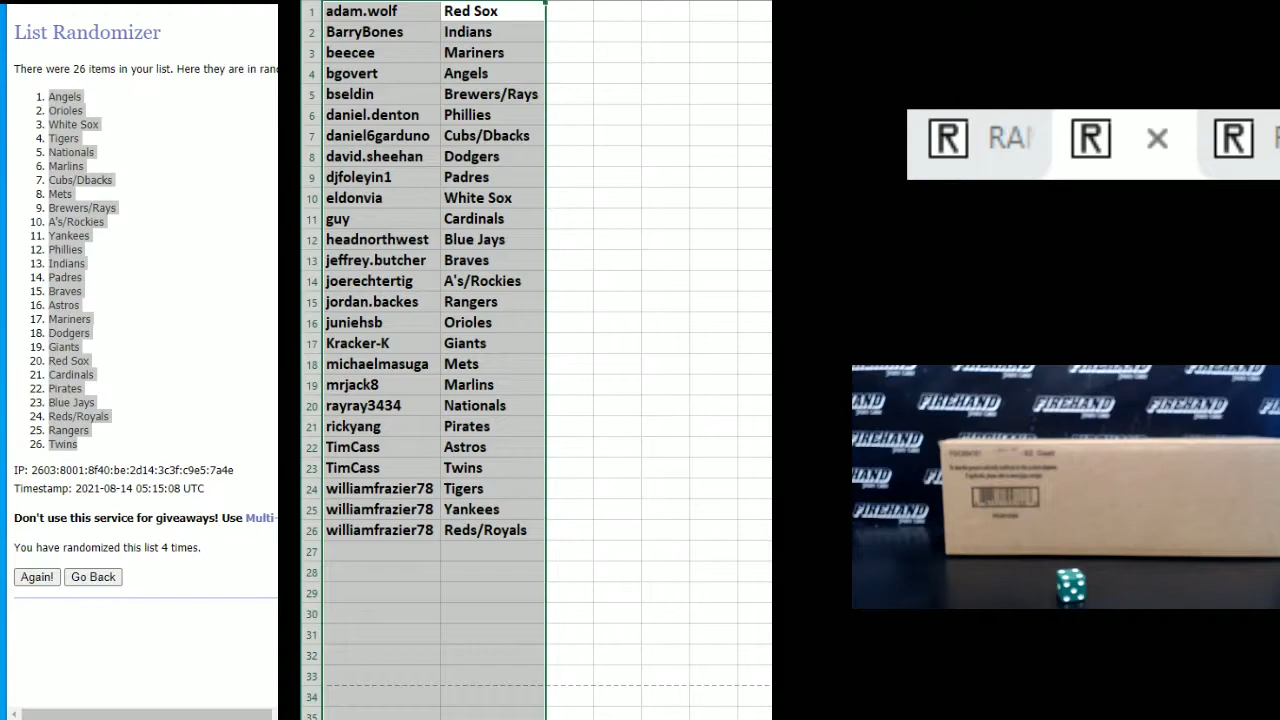 List Randomizer
There were 26 items in your list. Here they are in ran
1. Angels
2. Orioles
3. White Sox
4. Tigers
5. Nationals
6. Marlins
7. Cubs/Dbacks
8. Mets
9. Brewers/Rays
10. A's/Rockies
11. Yankees
12. Phillies
13. Indians
14. Padres
15. Braves
16. Astros
17. Mariners
18. Dodgers
19. Giants
20. Red Sox
21. Cardinals
22. Pirates
23. Blue Jays
24. Reds/Royals
25. Rangers
26. Twins
IP: 2603:8001:8f40:be:2d14:3c3f:c9e5:7a4e
Timestamp: 2021-08-14 05:15:08 UTC
Don't use this service for giveaways! Use Multi-
You have randomized this list 4 times.
Again! Go Back
1 adam.wolf Red Sox
2 BarryBones Indians
3 beecee Mariners
4 bgovert Angels
5 bseldin Brewers/Rays
6 daniel.denton Phillies
7 daniel6garduno Cubs/Dbacks
8 david.sheehan Dodgers
9 djfoleyin1 Padres
10 eldonvia White Sox
11 guy Cardinals
12 headnorthwest Blue Jays
13 jeffrey.butcher Braves
14 joerechtertig A's/Rockies
15 jordan.backes Rangers
16 juniehsb Orioles
17 Kracker-K Giants
18 michaelmasuga Mets
19 mrjack8 Marlins
20 rayray3434 Nationals
21 rickyang Pirates
22 TimCass Astros
23 TimCass Twins
24 williamfrazier78 Tigers
25 williamfrazier78 Yankees
26 williamfrazier78 Reds/Royals
27
28
29
30
31
32
33
34
35
R RAN R × R
FIREHAND FIREHAND FIREHAND
FIREHAND
FIREHAND